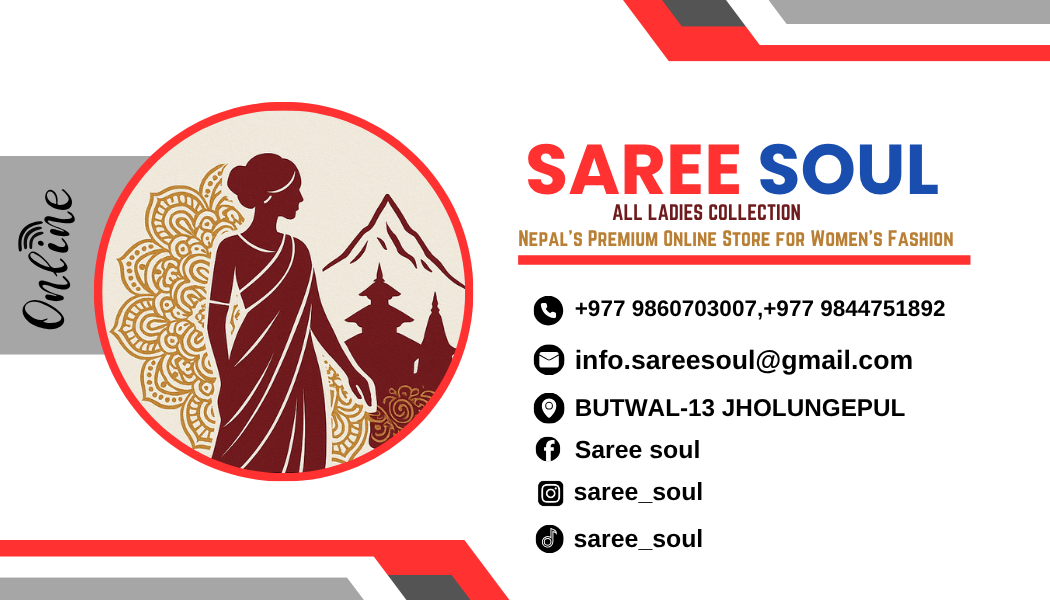 Online
SAREE SOUL
ALL LADIES COLLECTION
Nepal's Premium Online Store for Women's Fashion
+977 9860703007,+977 9844751892
info.sareesoul@gmail.com
BUTWAL-13 JHOLUNGEPUL
Saree soul
saree_soul
saree_soul